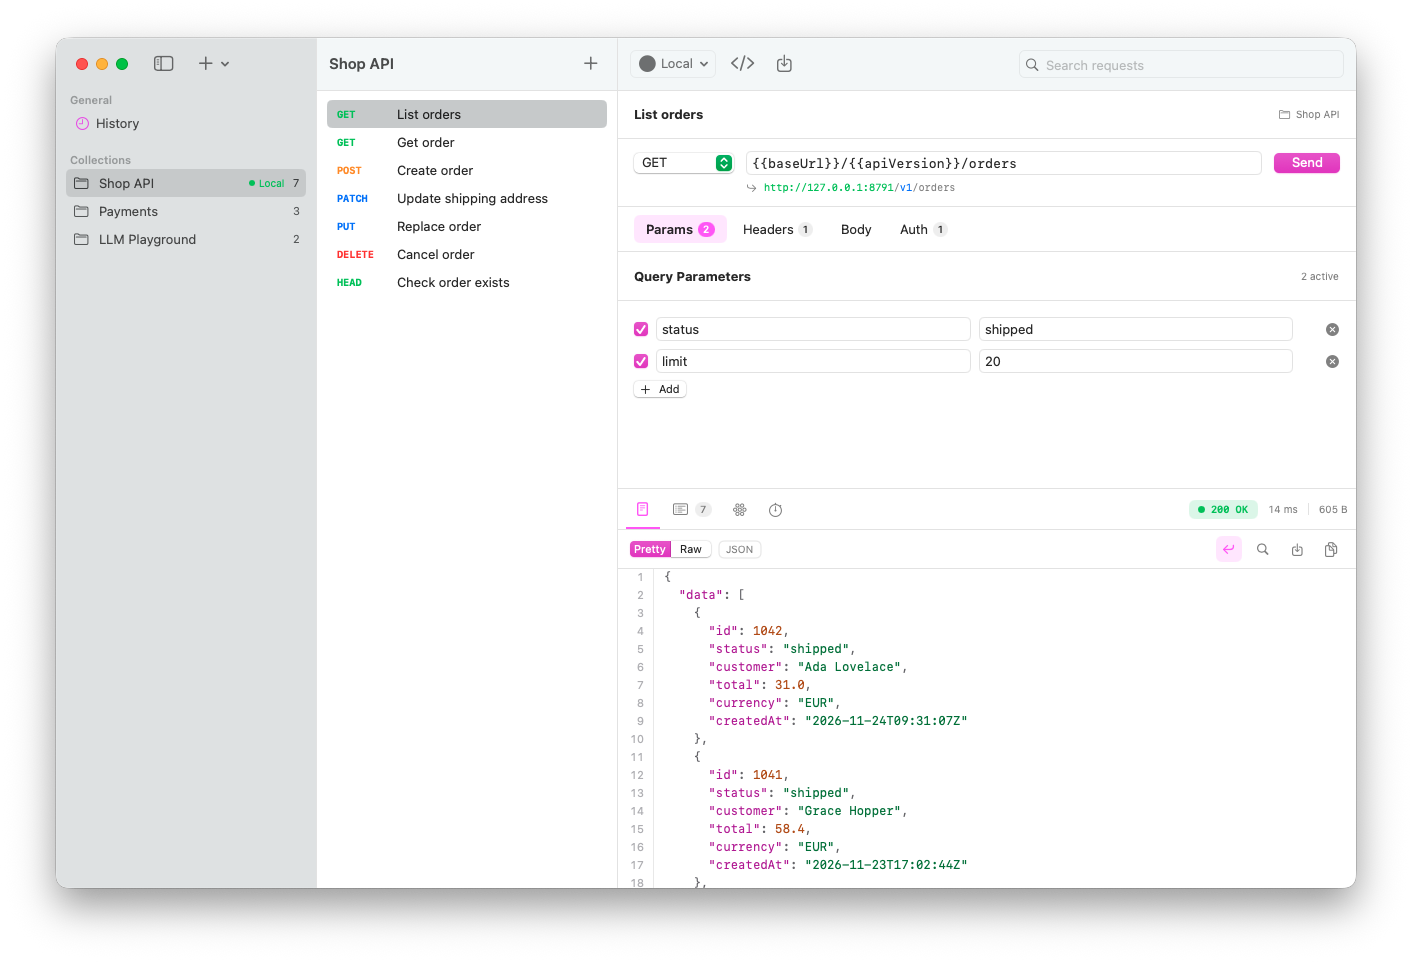 General
History
Collections
Shop API Local 7
Payments 3
LLM Playground 2
Shop API
GET List orders
GET Get order
POST Create order
PATCH Update shipping address
PUT Replace order
DELETE Cancel order
HEAD Check order exists
Local </> Search requests
List orders Shop API
GET {{baseUrl}}/{{apiVersion}}/orders Send
http://127.0.0.1:8791/v1/orders
Params 2 Headers 1 Body Auth 1
Query Parameters 2 active
status shipped
limit 20
Add
7 200 OK 14 ms 605 B
Pretty Raw JSON
1 {
2 "data": [
3 {
4 "id": 1042,
5 "status": "shipped",
6 "customer": "Ada Lovelace",
7 "total": 31.0,
8 "currency": "EUR",
9 "createdAt": "2026-11-24T09:31:07Z"
10 },
11 {
12 "id": 1041,
13 "status": "shipped",
14 "customer": "Grace Hopper",
15 "total": 58.4,
16 "currency": "EUR",
17 "createdAt": "2026-11-23T17:02:44Z"
18 },